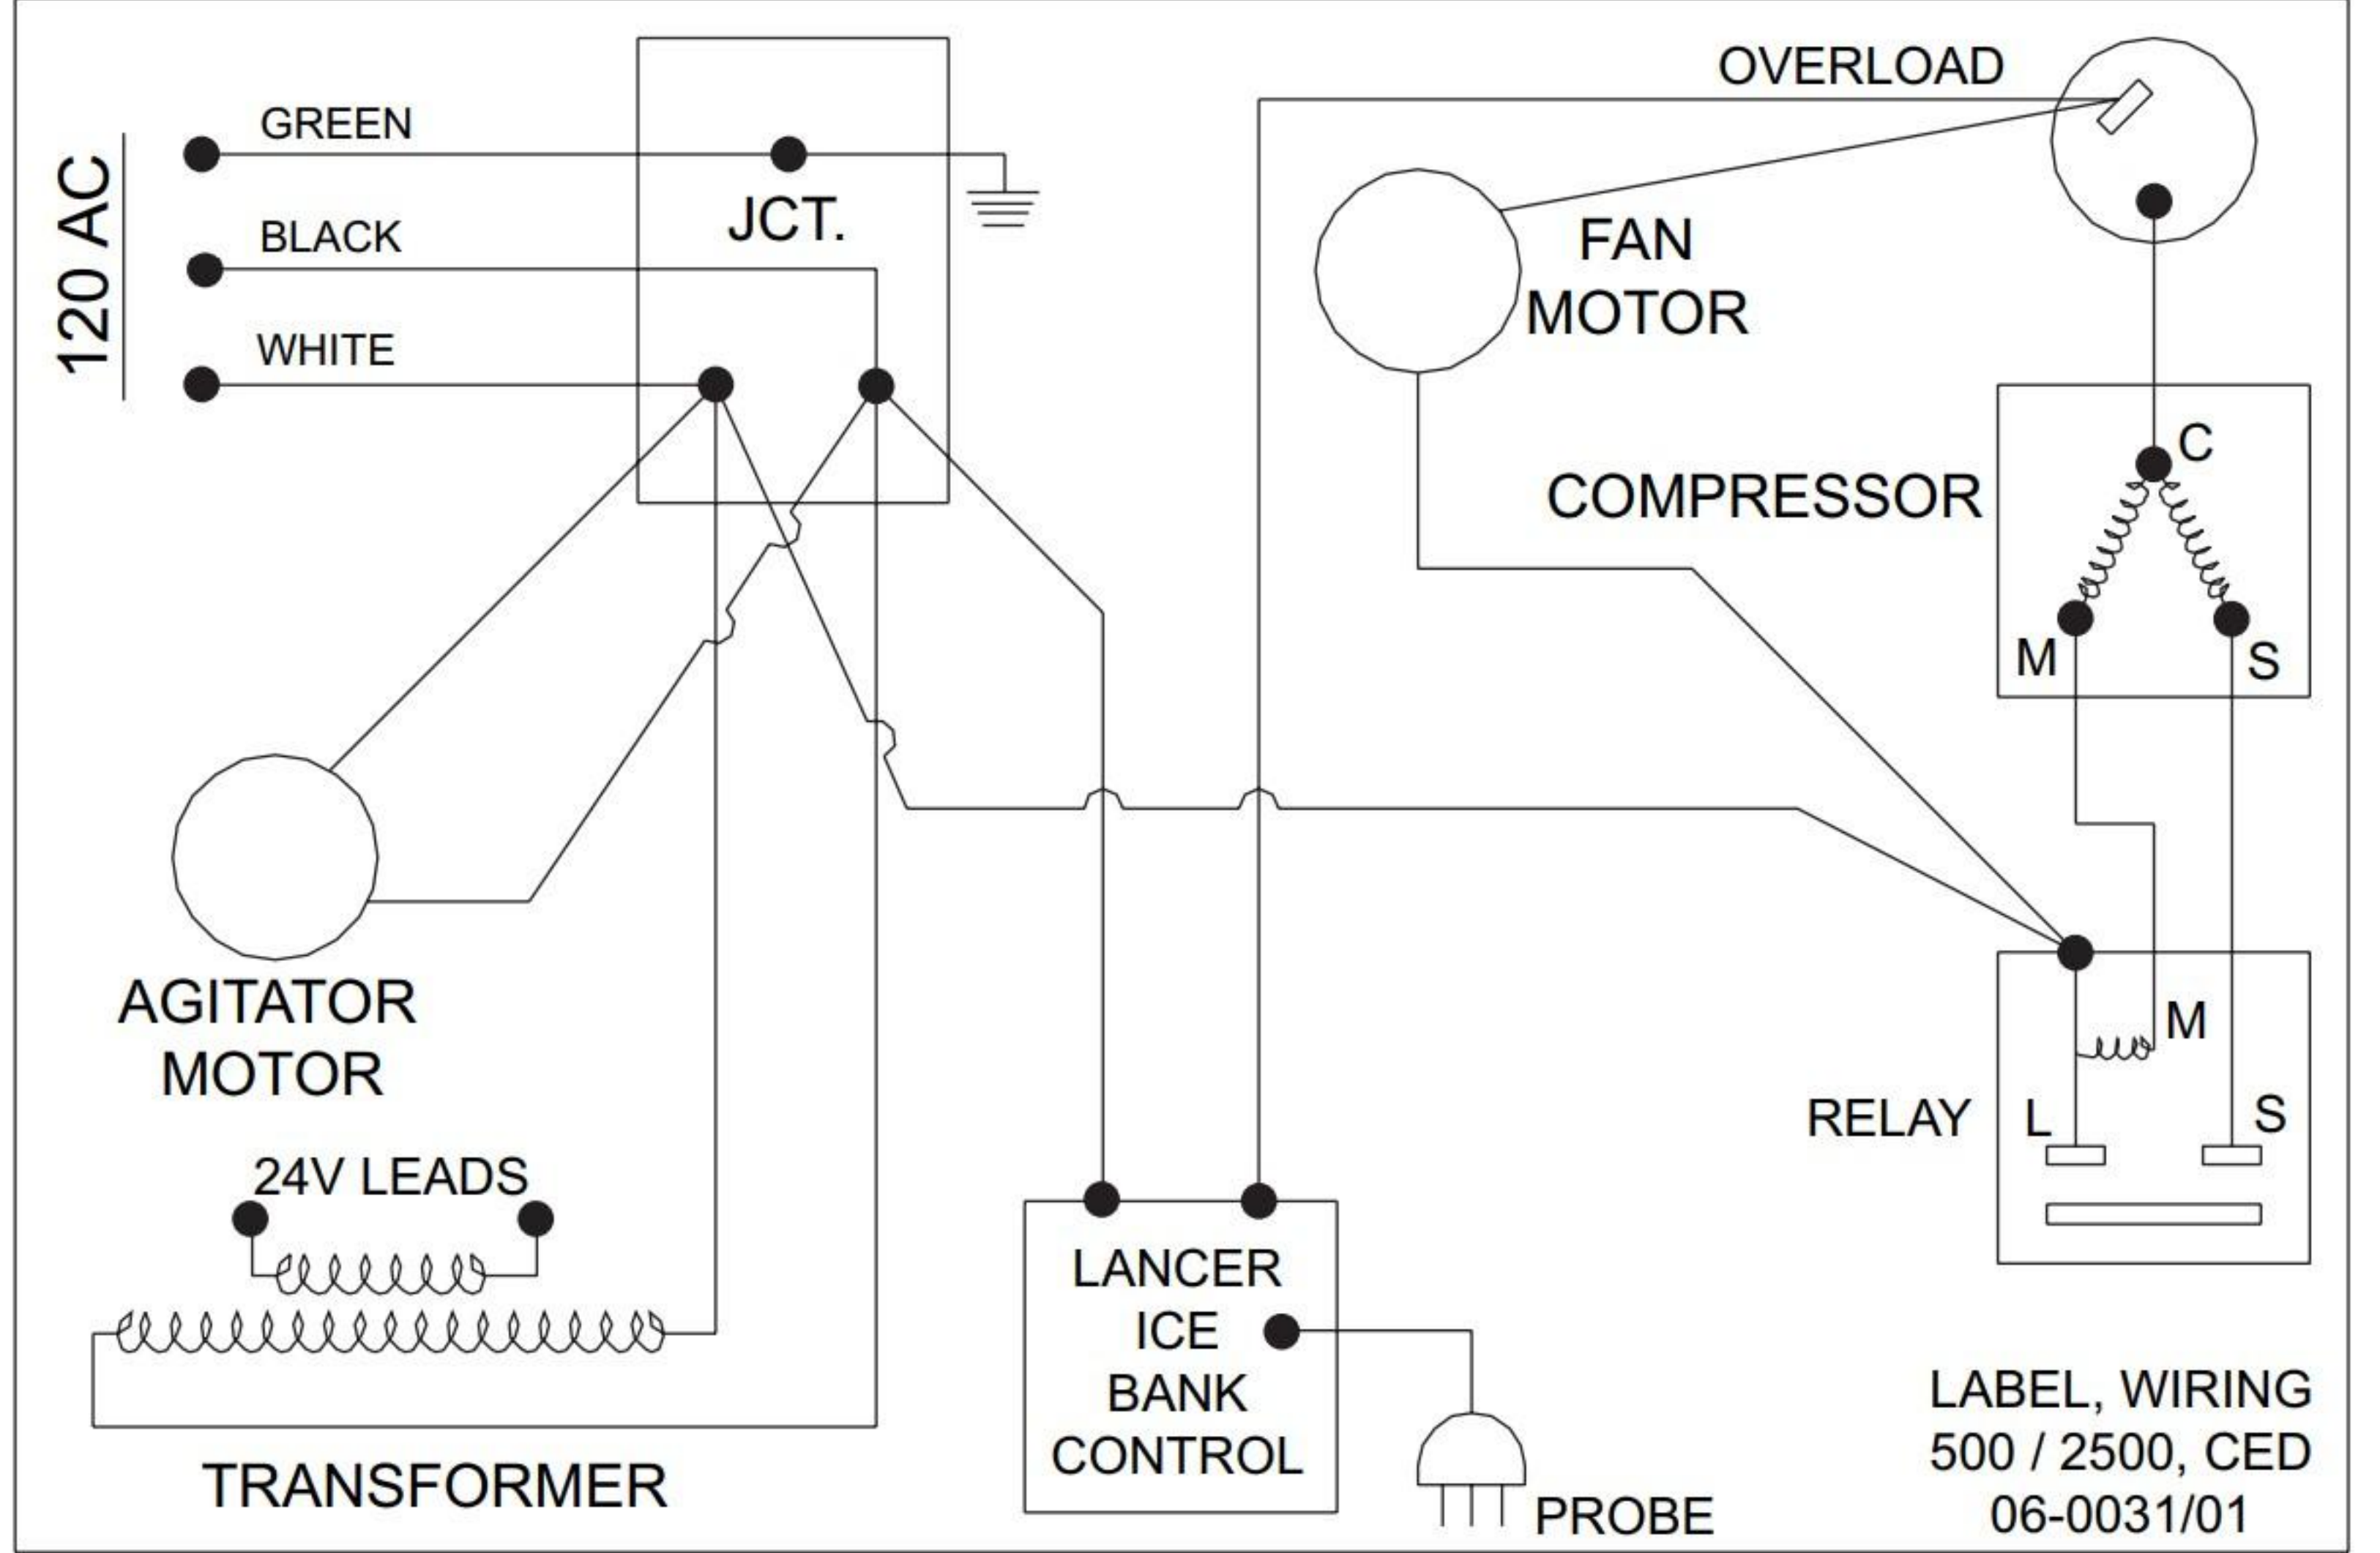 120 AC
GREEN
BLACK
WHITE
JCT.
OVERLOAD
FAN
MOTOR
COMPRESSOR
C
M
S
AGITATOR
MOTOR
24V LEADS
TRANSFORMER
LANCER
ICE
BANK
CONTROL
PROBE
RELAY
M
L
S
LABEL, WIRING
500 / 2500, CED
06-0031/01